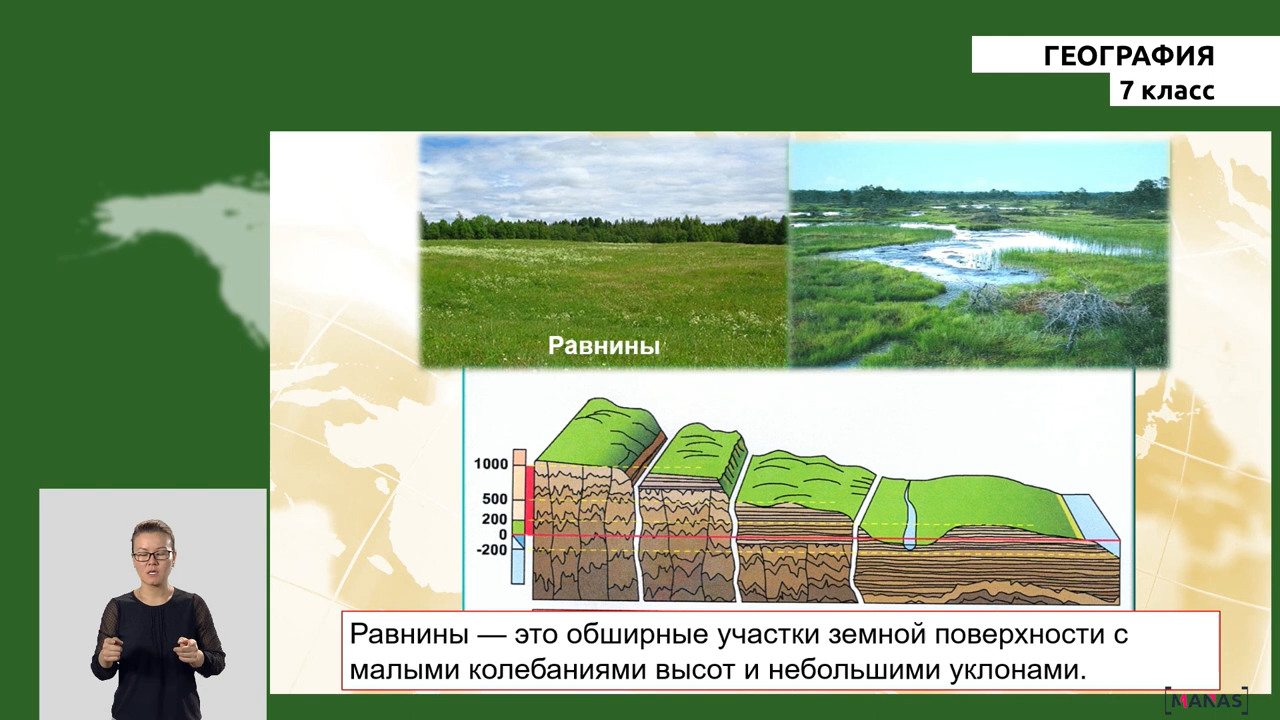 ГЕОГРАФИЯ
7 класс
Равнины
1000
500
200
0
-200
Равнины — это обширные участки земной поверхности с
малыми колебаниями высот и небольшими уклонами.
[MANAS]